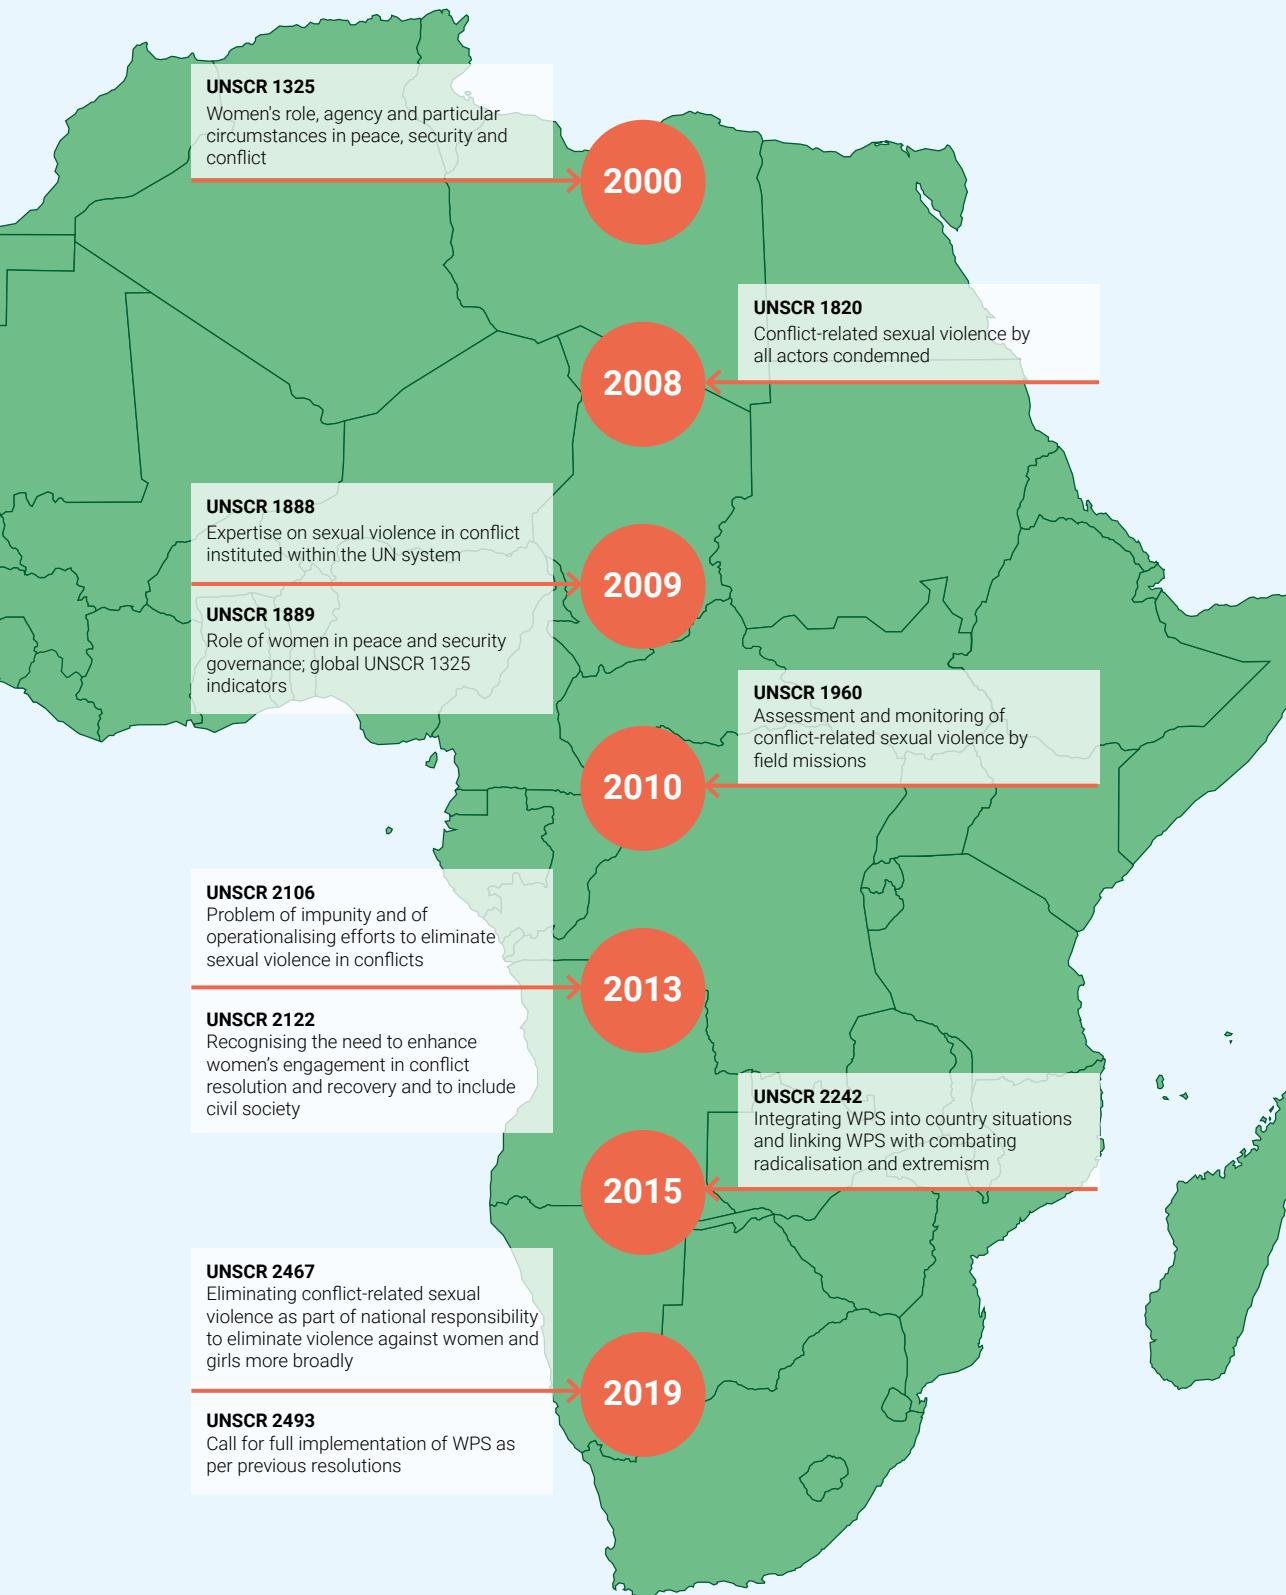 UNSCR 1325
Women's role, agency and particular
circumstances in peace, security and
conflict
2000
UNSCR 1820
Conflict-related sexual violence by
all actors condemned
2008
UNSCR 1888
Expertise on sexual violence in conflict
instituted within the UN system
2009
UNSCR 1889
Role of women in peace and security
governance; global UNSCR 1325
indicators
UNSCR 1960
Assessment and monitoring of
conflict-related sexual violence by
field missions
2010
UNSCR 2106
Problem of impunity and of
operationalising efforts to eliminate
sexual violence in conflicts
2013
UNSCR 2122
Recognising the need to enhance
women’s engagement in conflict
resolution and recovery and to include
civil society
UNSCR 2242
Integrating WPS into country situations
and linking WPS with combating
radicalisation and extremism
2015
UNSCR 2467
Eliminating conflict-related sexual
violence as part of national responsibility
to eliminate violence against women and
girls more broadly
2019
UNSCR 2493
Call for full implementation of WPS as
per previous resolutions